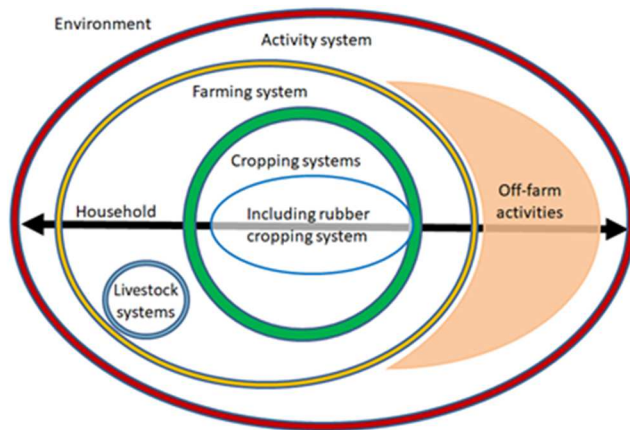 Environment
Activity system
Farming system
Cropping systems
Household
Including rubber
cropping system
Off-farm
activities
Livestock
systems